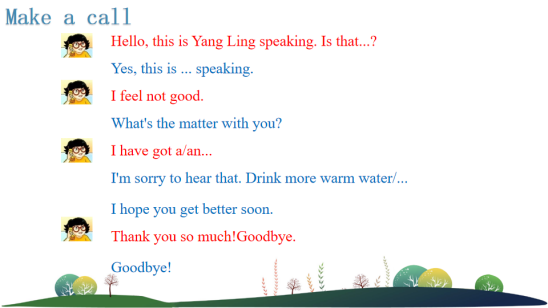 Make a call
Hello, this is Yang Ling speaking. Is that...?
Yes, this is ... speaking.
I feel not good.
What's the matter with you?
I have got a/an...
I'm sorry to hear that. Drink more warm water/...
I hope you get better soon.
Thank you so much!Goodbye.
Goodbye!